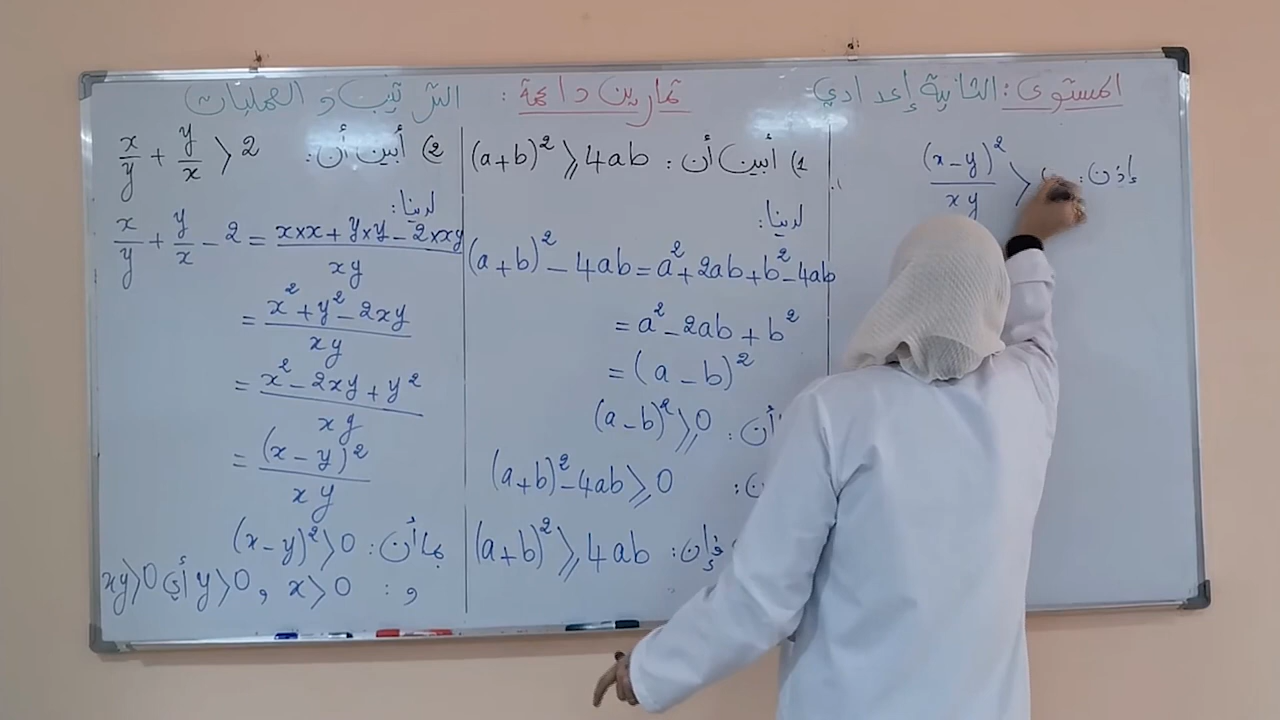 المستوى: الثانية إعدادي
تمارين داعمة: الترتيب و العمليات
1) أبين أن: (a+b)² ⩾ 4ab
لدينا:
(a+b)² - 4ab = a² + 2ab + b² - 4ab
= a² - 2ab + b²
= (a - b)²
أن: (a - b)² ⩾ 0
(a+b)² - 4ab ⩾ 0
فإن: (a+b)² ⩾ 4ab
2) أبين أن: x/y + y/x > 2
لدينا:
x/y + y/x - 2 = (x×x + y×y - 2×xy)/xy
= (x² + y² - 2xy)/xy
= (x² - 2xy + y²)/xy
= (x - y)²/xy
بما أن: (x - y)² > 0
و: x > 0 و y > 0 أي xy > 0
إذن: (x-y)²/xy >